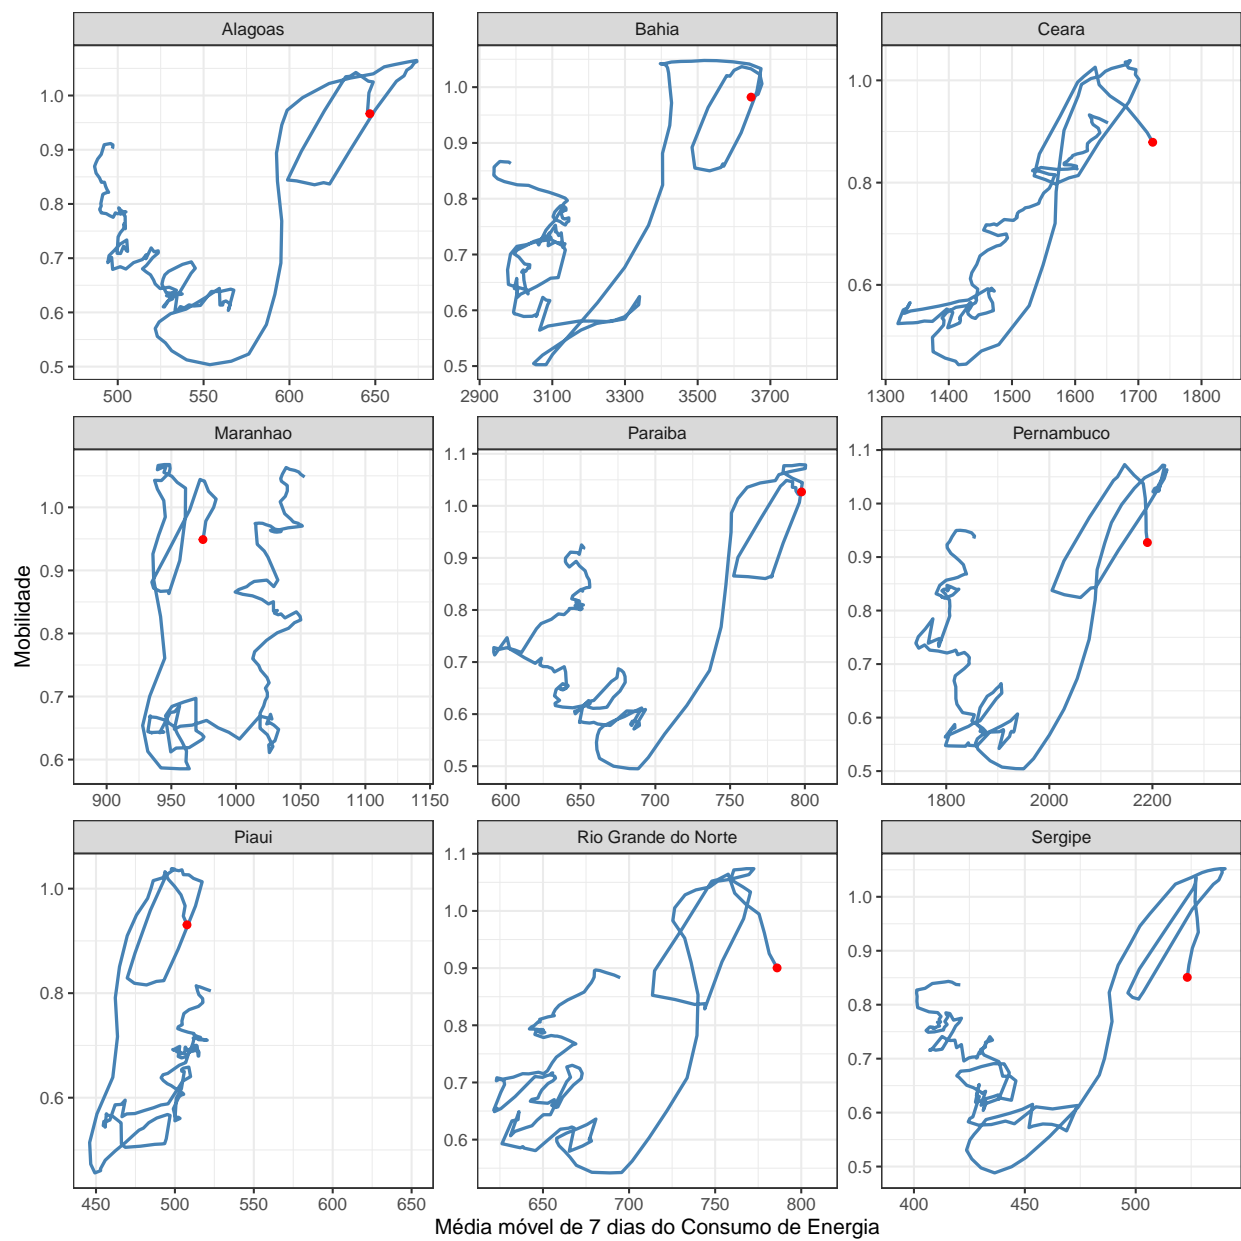 Alagoas
Bahia
Ceara
1.0
0.9
0.8
0.7
0.6
0.5
500 550 600 650
1.0
0.9
0.8
0.7
0.6
0.5
2900 3100 3300 3500 3700
1.0
0.8
0.6
1300 1400 1500 1600 1700 1800
Maranhao
Paraiba
Pernambuco
Mobilidade
1.0
0.9
0.8
0.7
0.6
900 950 1000 1050 1100 1150
1.1
1.0
0.9
0.8
0.7
0.6
0.5
600 650 700 750 800
1.1
1.0
0.9
0.8
0.7
0.6
0.5
1800 2000 2200
Piaui
Rio Grande do Norte
Sergipe
1.0
0.8
0.6
450 500 550 600 650
1.1
1.0
0.9
0.8
0.7
0.6
650 700 750 800
1.0
0.9
0.8
0.7
0.6
0.5
400 450 500
Média móvel de 7 dias do Consumo de Energia